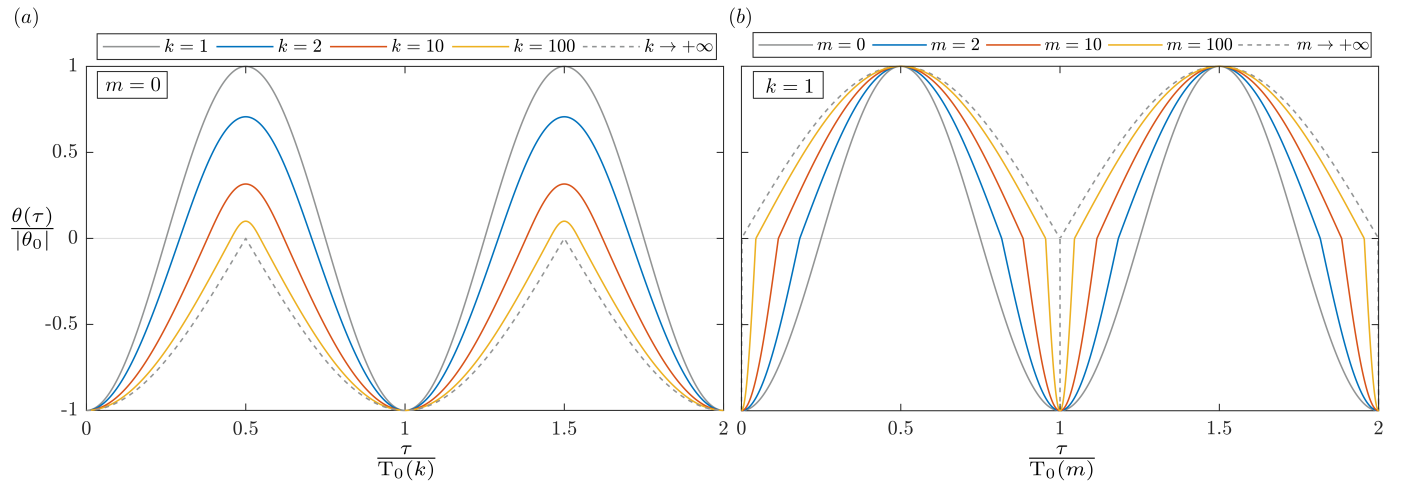 (a)
k = 1 k = 2 k = 10 k = 100 k → +∞
m = 0
1
0.5
0
-0.5
-1
θ(τ)
|θ₀|
0 0.5 1 1.5 2
τ
T₀(k)
(b)
m = 0 m = 2 m = 10 m = 100 m → +∞
k = 1
0 0.5 1 1.5 2
τ
T₀(m)